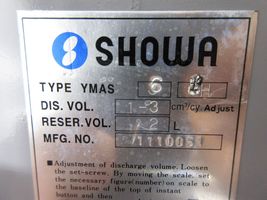 SHOWA
TYPE YMAS 6
DIS. VOL. 1-3 cm³/cy. Adjust
RESER. VOL. 1.2 L
MFG. NO.
■Adjustment of discharge volume. Loosen
the set-screw. By moving the scale, set
the necessary figure(number) on scale to
the baseline of the top of instant
button and then